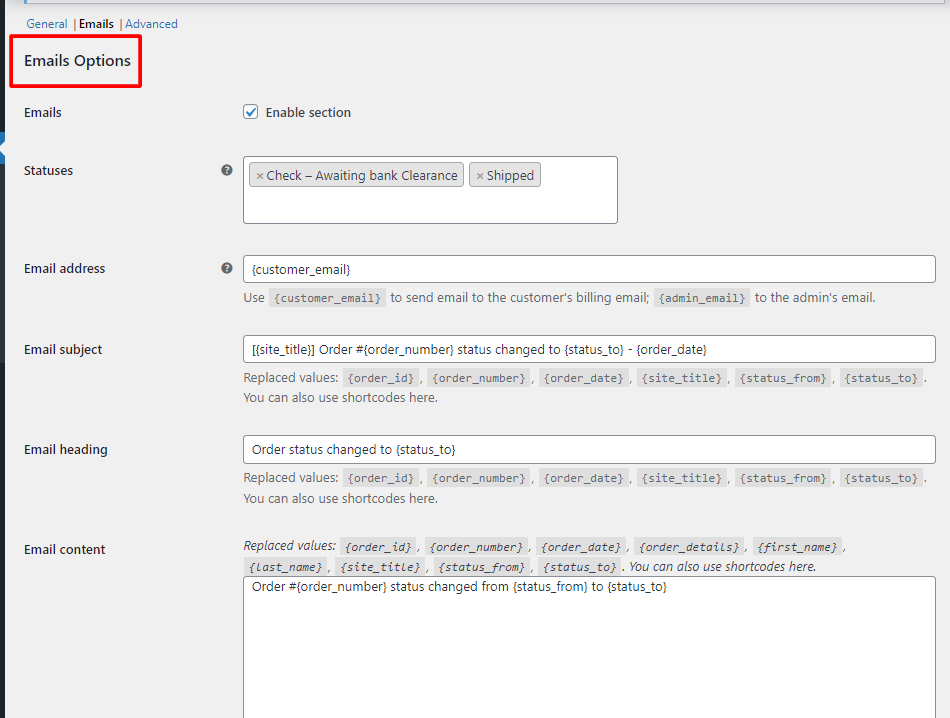 General | Emails | Advanced
Emails Options
Emails
Enable section
Statuses
× Check – Awaiting bank Clearance × Shipped
Email address
{customer_email}
Use {customer_email} to send email to the customer's billing email; {admin_email} to the admin's email.
Email subject
[{site_title}] Order #{order_number} status changed to {status_to} - {order_date}
Replaced values: {order_id}, {order_number}, {order_date}, {site_title}, {status_from}, {status_to}.
You can also use shortcodes here.
Email heading
Order status changed to {status_to}
Replaced values: {order_id}, {order_number}, {order_date}, {site_title}, {status_from}, {status_to}.
You can also use shortcodes here.
Email content
Replaced values: {order_id}, {order_number}, {order_date}, {order_details}, {first_name},
{last_name}, {site_title}, {status_from}, {status_to}. You can also use shortcodes here.
Order #{order_number} status changed from {status_from} to {status_to}